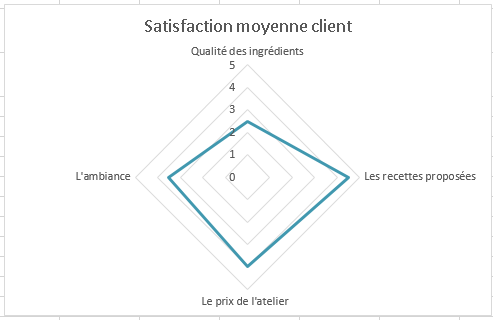 Satisfaction moyenne client
Qualité des ingrédients
5
4
3
2
1
0
L'ambiance
Les recettes proposées
Le prix de l'atelier